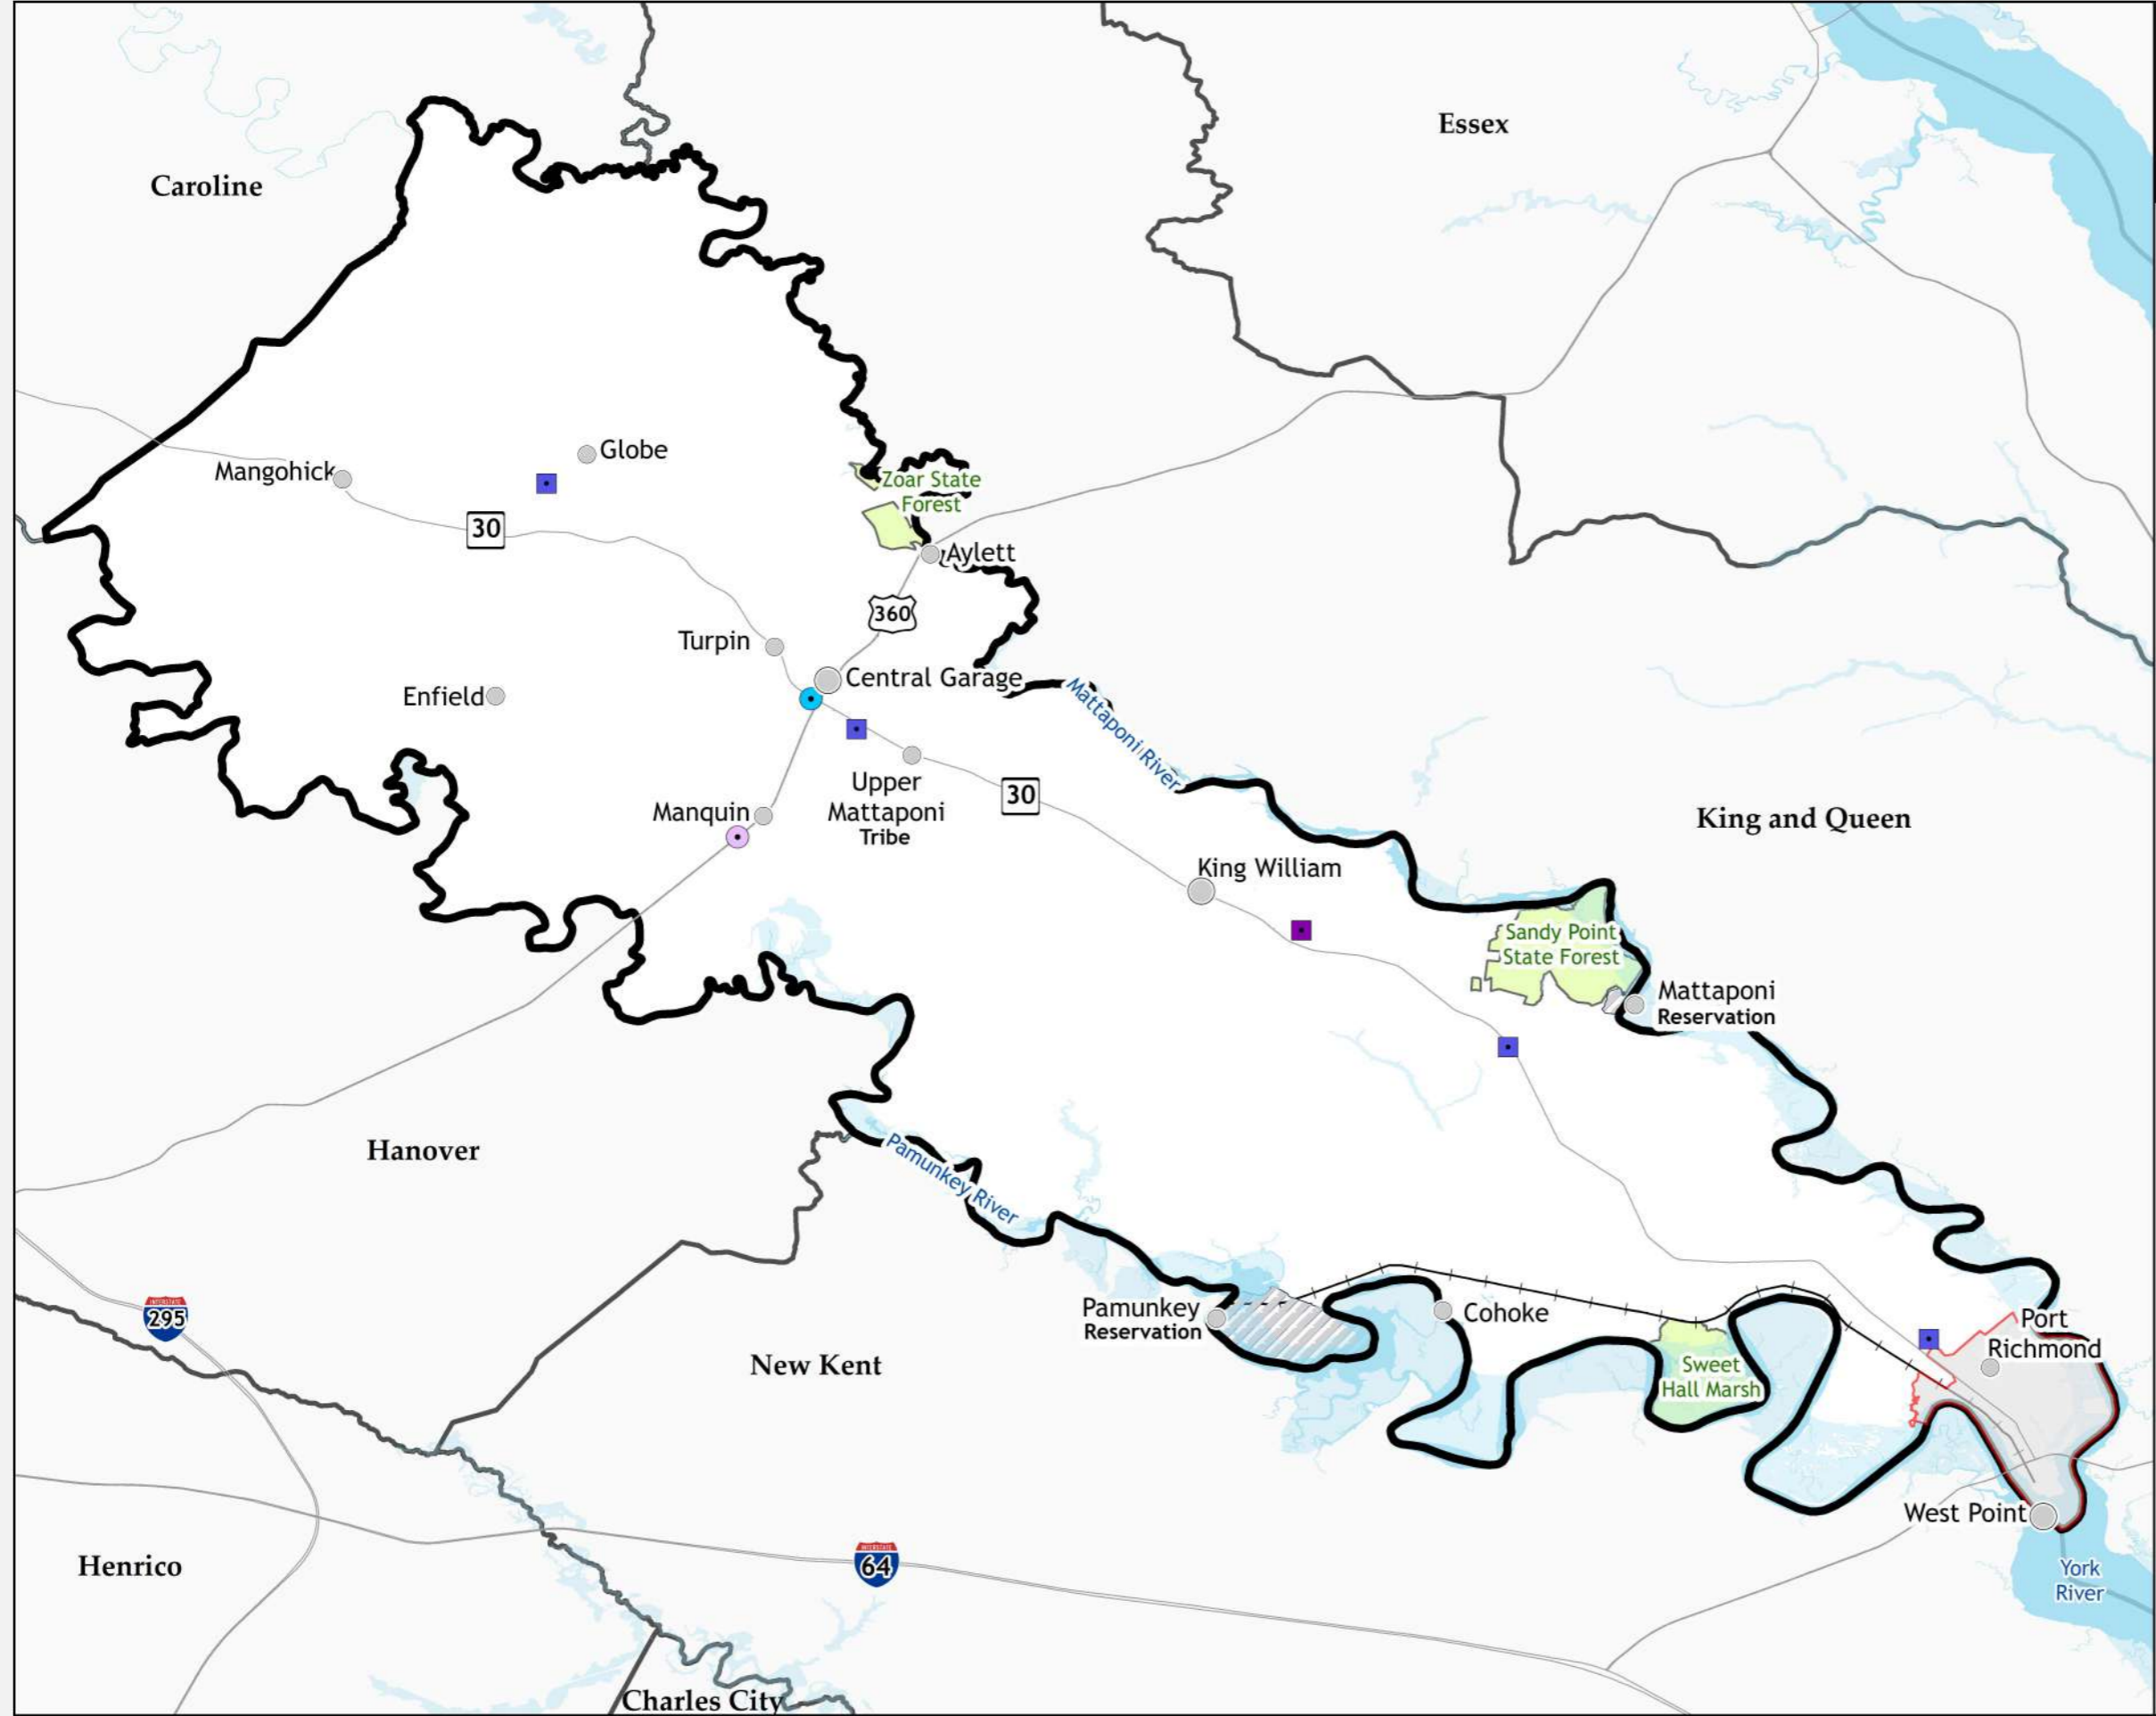 Essex
Caroline
Globe
Mangohick
Zoar State
Forest
30
Aylett
360
Turpin
Central Garage
Enfield
Mattaponi River
Upper
Mattaponi
Tribe
30
Manquin
King and Queen
King William
Sandy Point
State Forest
Mattaponi
Reservation
Hanover
Pamunkey River
INTERSTATE
295
Pamunkey
Reservation
Cohoke
Port
Richmond
New Kent
Sweet
Hall Marsh
West Point
INTERSTATE
64
Henrico
York
River
Charles City